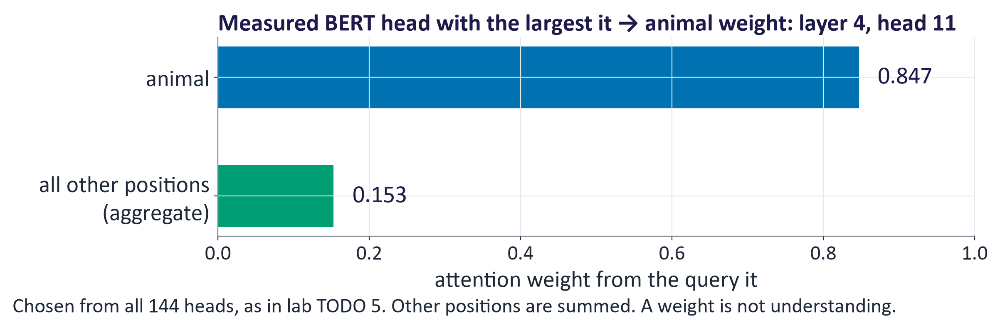 Measured BERT head with the largest it → animal weight: layer 4, head 11
animal
0.847
all other positions
(aggregate)
0.153
0.0 0.2 0.4 0.6 0.8 1.0
attention weight from the query it
Chosen from all 144 heads, as in lab TODO 5. Other positions are summed. A weight is not understanding.